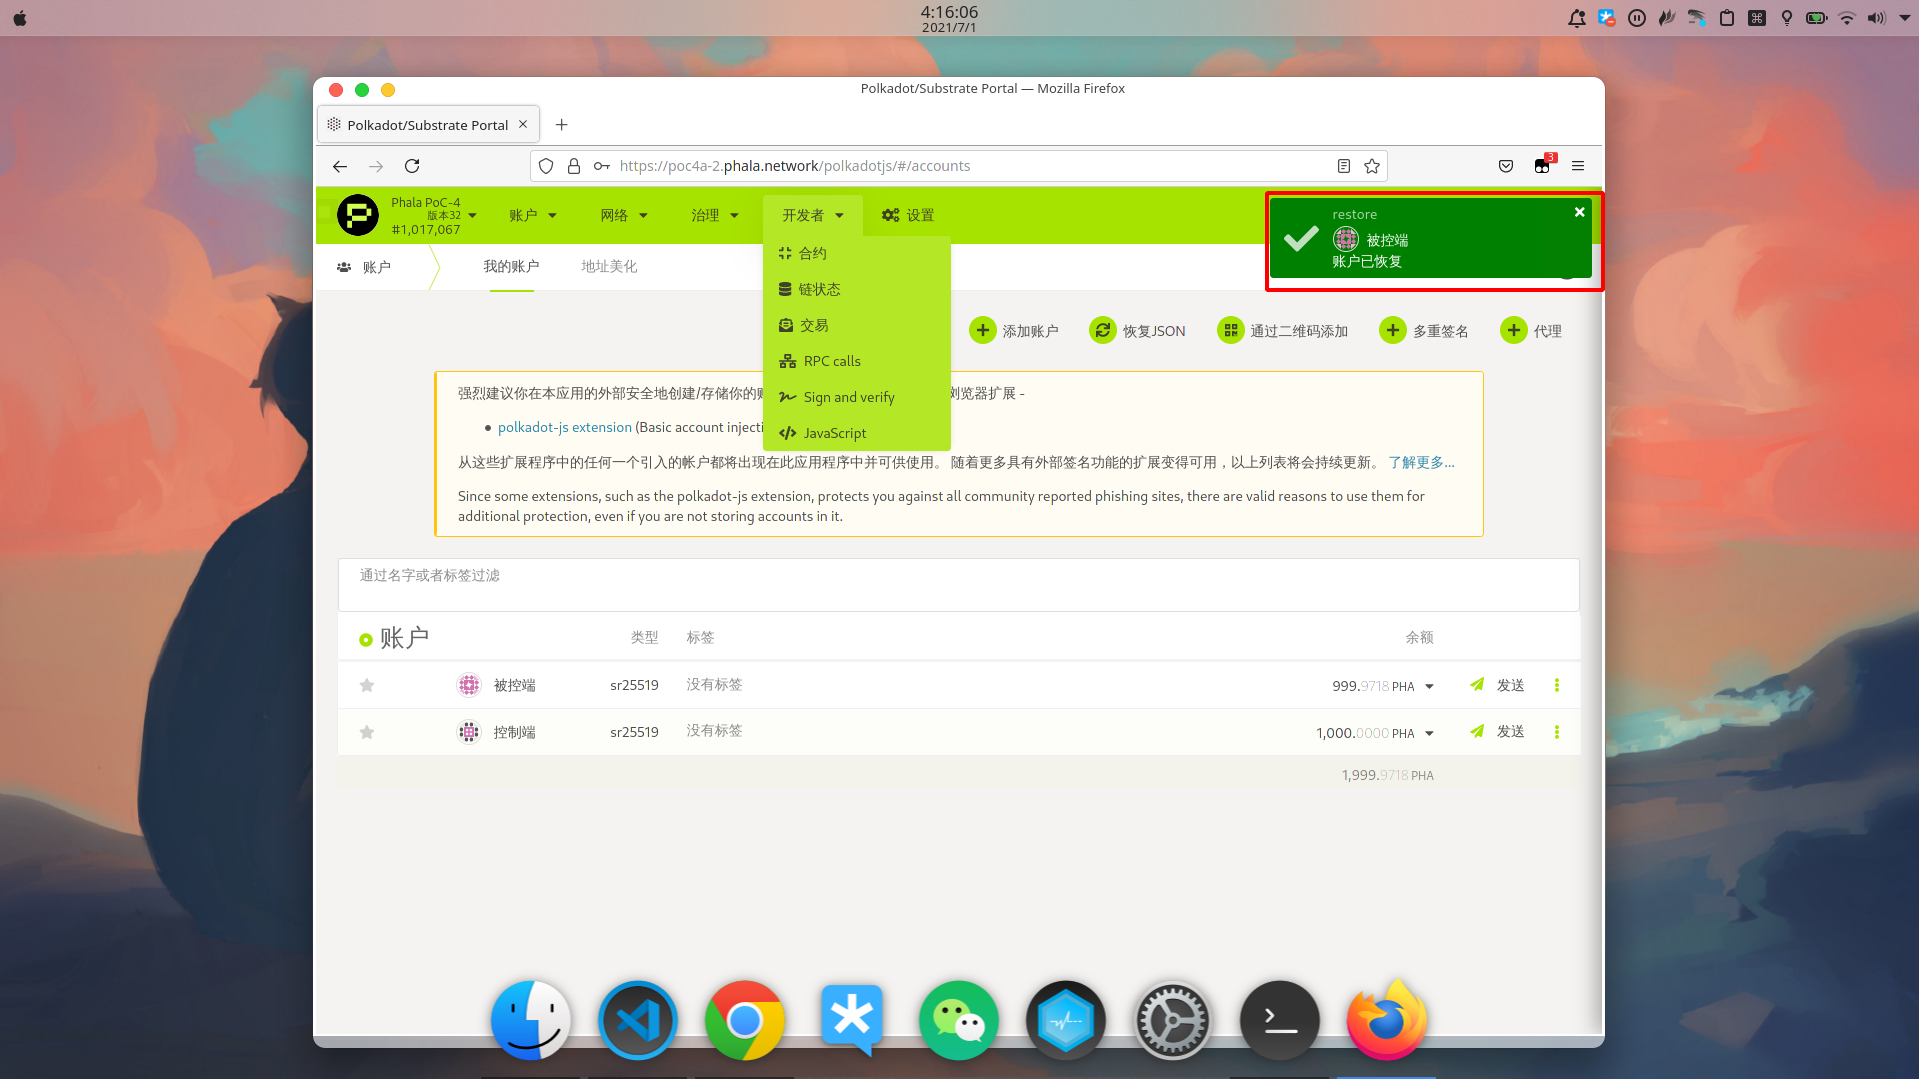 4:16:06
2021/7/1
Polkadot/Substrate Portal — Mozilla Firefox
Polkadot/Substrate Portal
https://poc4a-2.phala.network/polkadotjs/#/accounts
3
Phala PoC-4
版本32
#1,017,067
账户
网络
治理
开发者
设置
restore
被控端
账户已恢复
账户
我的账户
地址美化
合约
链状态
交易
RPC calls
Sign and verify
JavaScript
添加账户
恢复JSON
通过二维码添加
多重签名
代理
强烈建议你在本应用的外部安全地创建/存储你的
浏览器扩展 -
polkadot-js extension (Basic account injecti
从这些扩展程序中的任何一个引入的帐户都将出现在此应用程序中并可供使用。 随着更多具有外部签名功能的扩展变得可用，以上列表将会持续更新。 了解更多...
Since some extensions, such as the polkadot-js extension, protects you against all community reported phishing sites, there are valid reasons to use them for
additional protection, even if you are not storing accounts in it.
通过名字或者标签过滤
账户 类型 标签 余额
被控端 sr25519 没有标签 999.9718 PHA 发送
控制端 sr25519 没有标签 1,000.0000 PHA 发送
1,999.9718 PHA